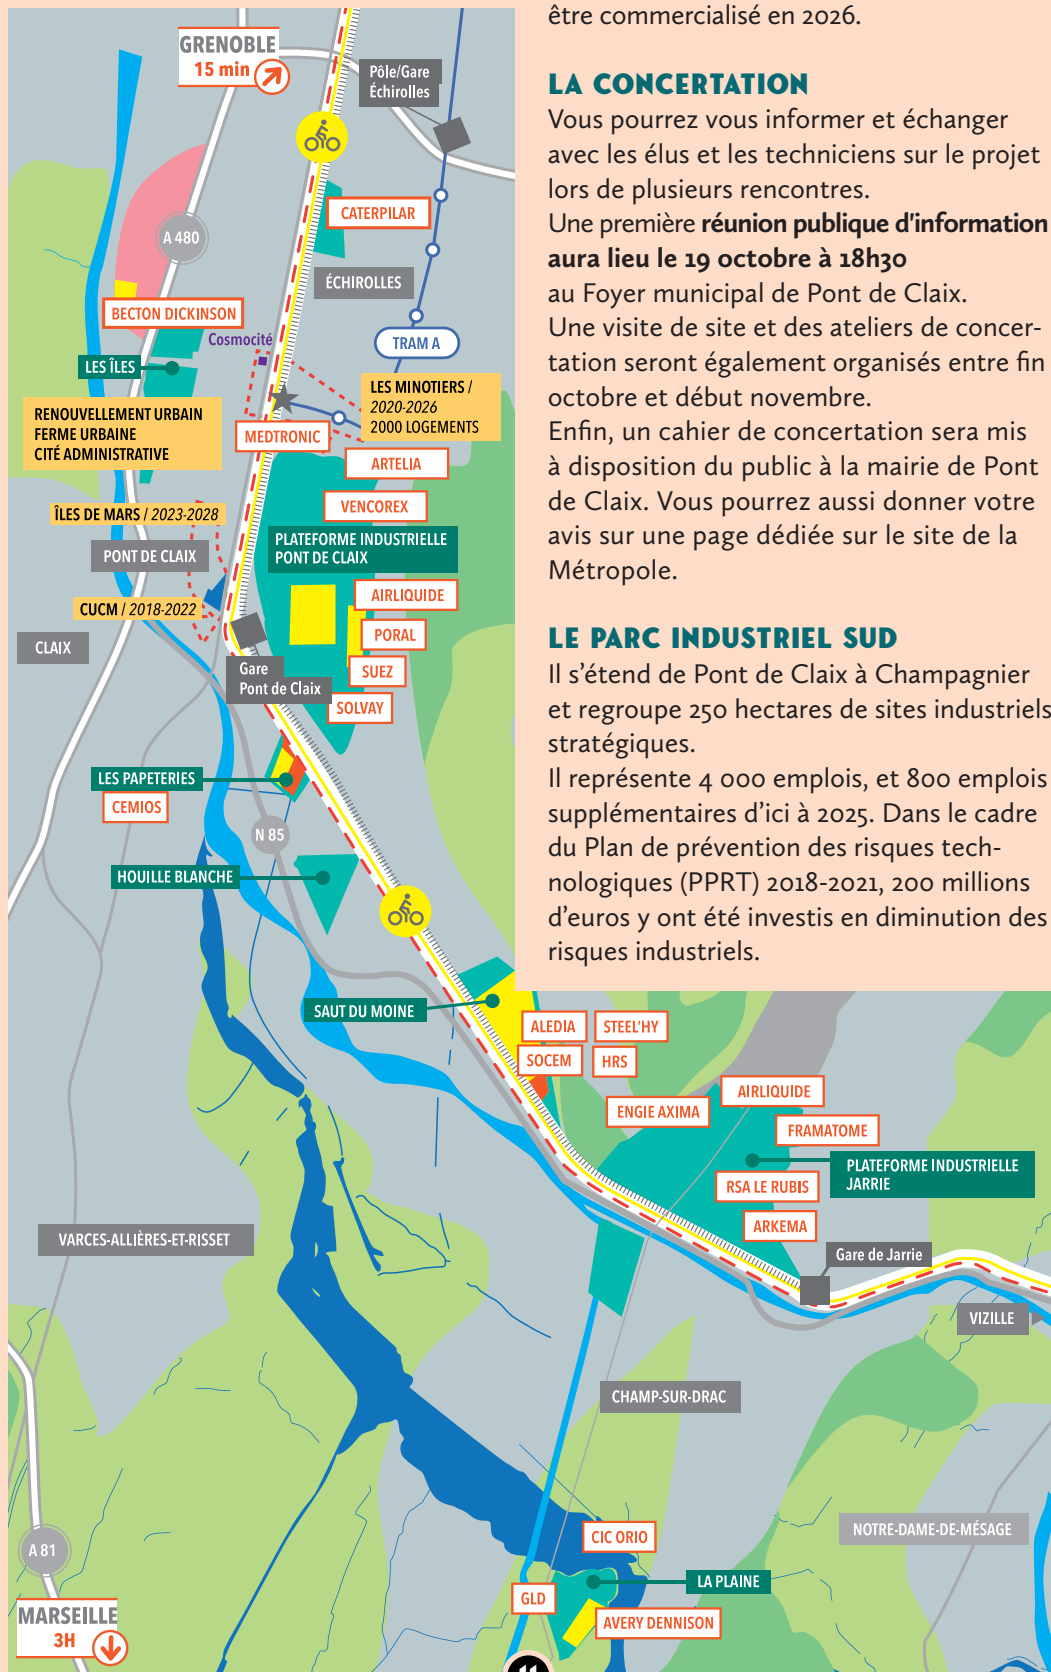 être commercialisé en 2026.
LA CONCERTATION
Vous pourrez vous informer et échanger
avec les élus et les techniciens sur le projet
lors de plusieurs rencontres.
Une première réunion publique d'information
aura lieu le 19 octobre à 18h30
au Foyer municipal de Pont de Claix.
Une visite de site et des ateliers de concer-
tation seront également organisés entre fin
octobre et début novembre.
Enfin, un cahier de concertation sera mis
à disposition du public à la mairie de Pont
de Claix. Vous pourrez aussi donner votre
avis sur une page dédiée sur le site de la
Métropole.
LE PARC INDUSTRIEL SUD
Il s’étend de Pont de Claix à Champagnier
et regroupe 250 hectares de sites industriels
stratégiques.
Il représente 4 000 emplois, et 800 emplois
supplémentaires d’ici à 2025. Dans le cadre
du Plan de prévention des risques tech-
nologiques (PPRT) 2018-2021, 200 millions
d’euros y ont été investis en diminution des
risques industriels.
GRENOBLE
15 min
Pôle/Gare
Échirolles
CATERPILAR
A 480
ÉCHIROLLES
BECTON DICKINSON
Cosmocité
TRAM A
LES ÎLES
LES MINOTIERS /
2020-2026
2000 LOGEMENTS
RENOUVELLEMENT URBAIN
FERME URBAINE
CITÉ ADMINISTRATIVE
MEDTRONIC
ARTELIA
VENCOREX
ÎLES DE MARS / 2023-2028
PLATEFORME INDUSTRIELLE
PONT DE CLAIX
PONT DE CLAIX
AIRLIQUIDE
CUCM / 2018-2022
PORAL
CLAIX
SUEZ
Gare
Pont de Claix
SOLVAY
LES PAPETERIES
CEMIOS
N 85
HOUILLE BLANCHE
SAUT DU MOINE
ALEDIA
STEEL’HY
SOCEM
HRS
AIRLIQUIDE
ENGIE AXIMA
FRAMATOME
PLATEFORME INDUSTRIELLE
JARRIE
RSA LE RUBIS
ARKEMA
VARCES-ALLIÈRES-ET-RISSET
Gare de Jarrie
VIZILLE
CHAMP-SUR-DRAC
NOTRE-DAME-DE-MÉSAGE
CIC ORIO
A 81
LA PLAINE
GLD
AVERY DENNISON
MARSEILLE
3H
11